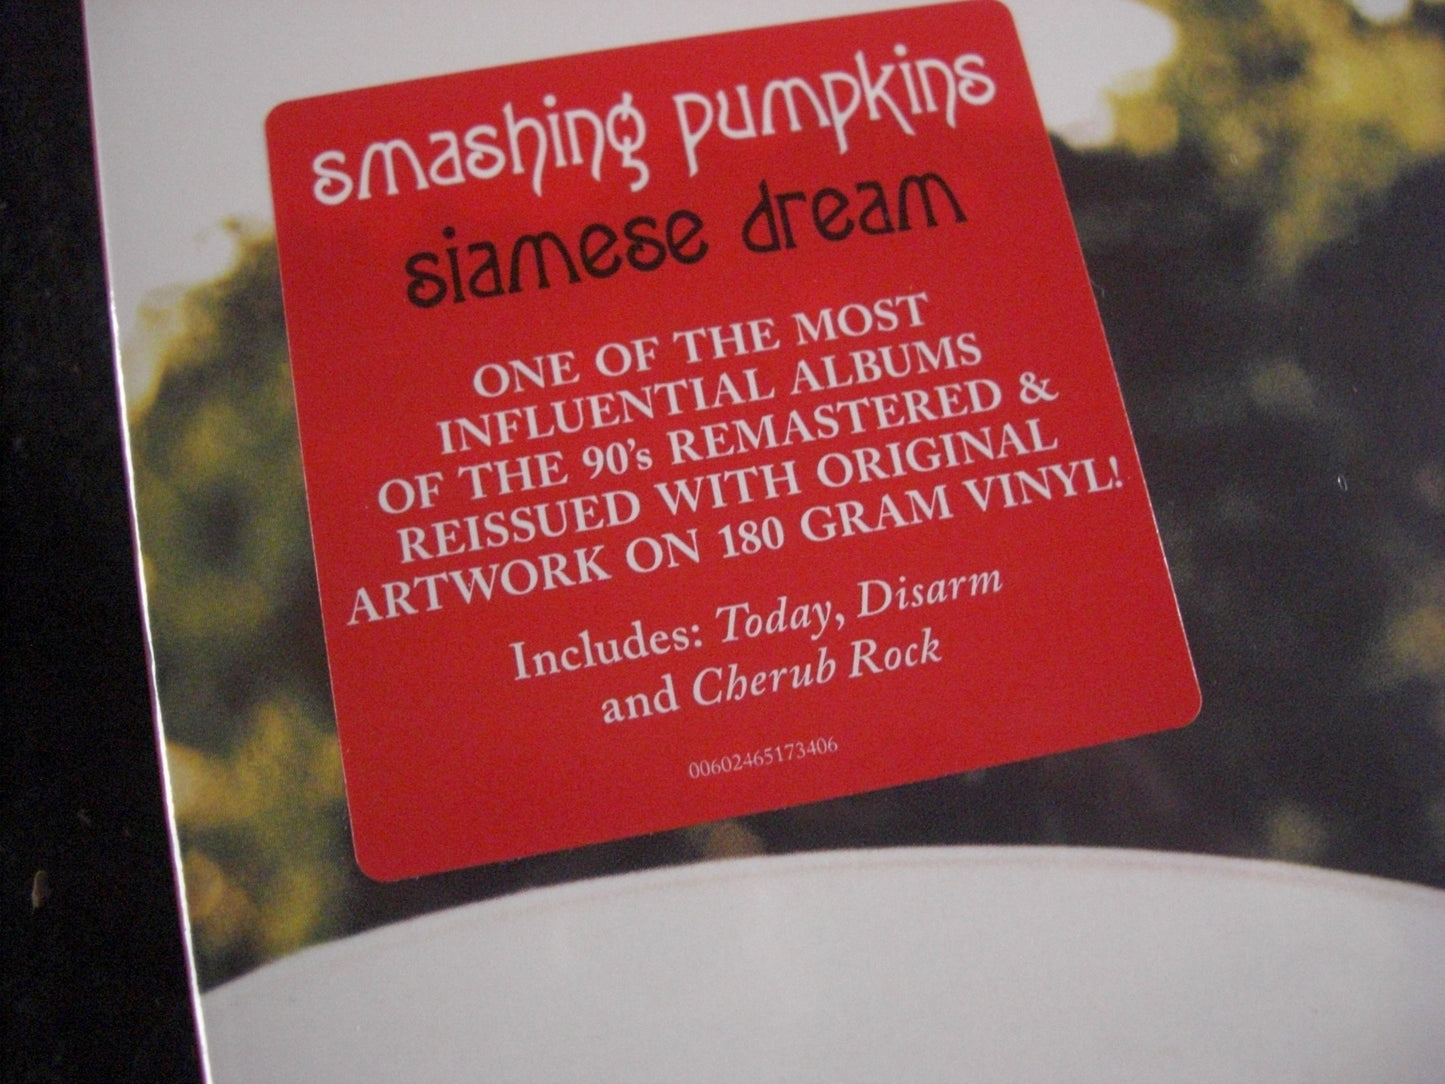 smashing pumpkins
siamese dream
ONE OF THE MOST
INFLUENTIAL ALBUMS
OF THE 90's REMASTERED &
REISSUED WITH ORIGINAL
ARTWORK ON 180 GRAM VINYL!
Includes: Today, Disarm
and Cherub Rock
00602465173406